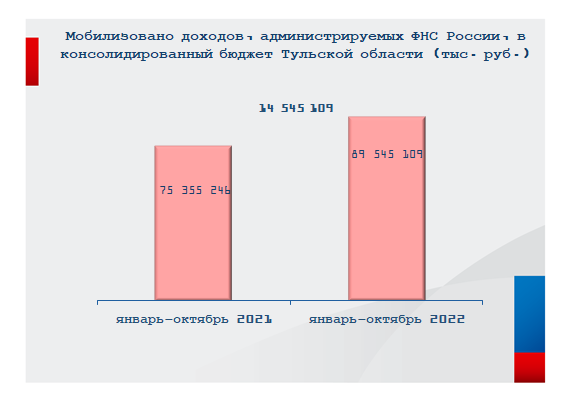 Мобилизовано доходов, администрируемых ФНС России, в
консолидированный бюджет Тульской области (тыс. руб.)
14 545 109
89 545 109
75 355 246
январь-октябрь 2021
январь-октябрь 2022